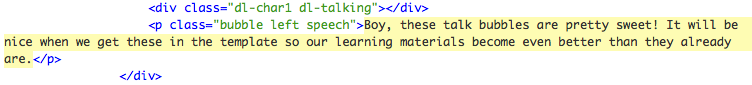 <div class="dl-char1 dl-talking"></div>
<p class="bubble left speech">Boy, these talk bubbles are pretty sweet! It will be
nice when we get these in the template so our learning materials become even better than they already
are.</p>
</div>